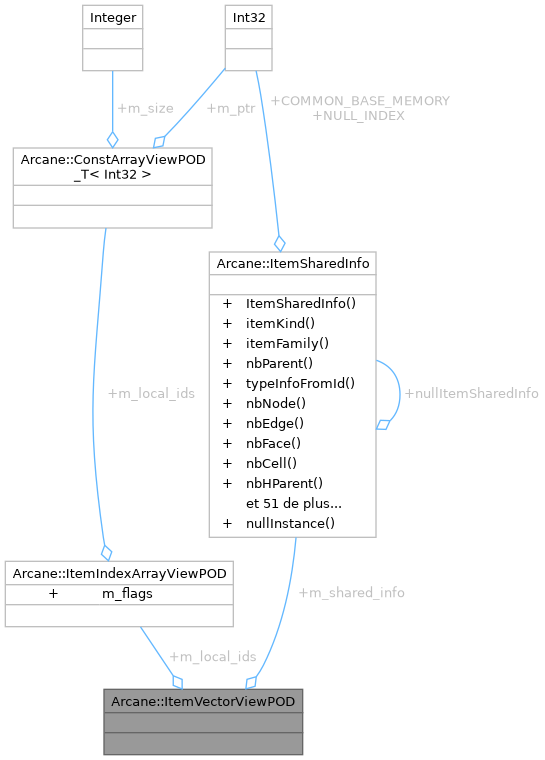 Integer
Int32
+m_size
+m_ptr
+COMMON_BASE_MEMORY
+NULL_INDEX
Arcane::ConstArrayViewPOD
_T< Int32 >
Arcane::ItemSharedInfo
+ ItemSharedInfo()
+ itemKind()
+ itemFamily()
+ nbParent()
+ typeInfoFromId()
+ nbNode()
+ nbEdge()
+ nbFace()
+ nbCell()
+ nbHParent()
et 51 de plus...
+ nullInstance()
+nullItemSharedInfo
+m_local_ids
Arcane::ItemIndexArrayViewPOD
+ m_flags
+m_shared_info
+m_local_ids
Arcane::ItemVectorViewPOD